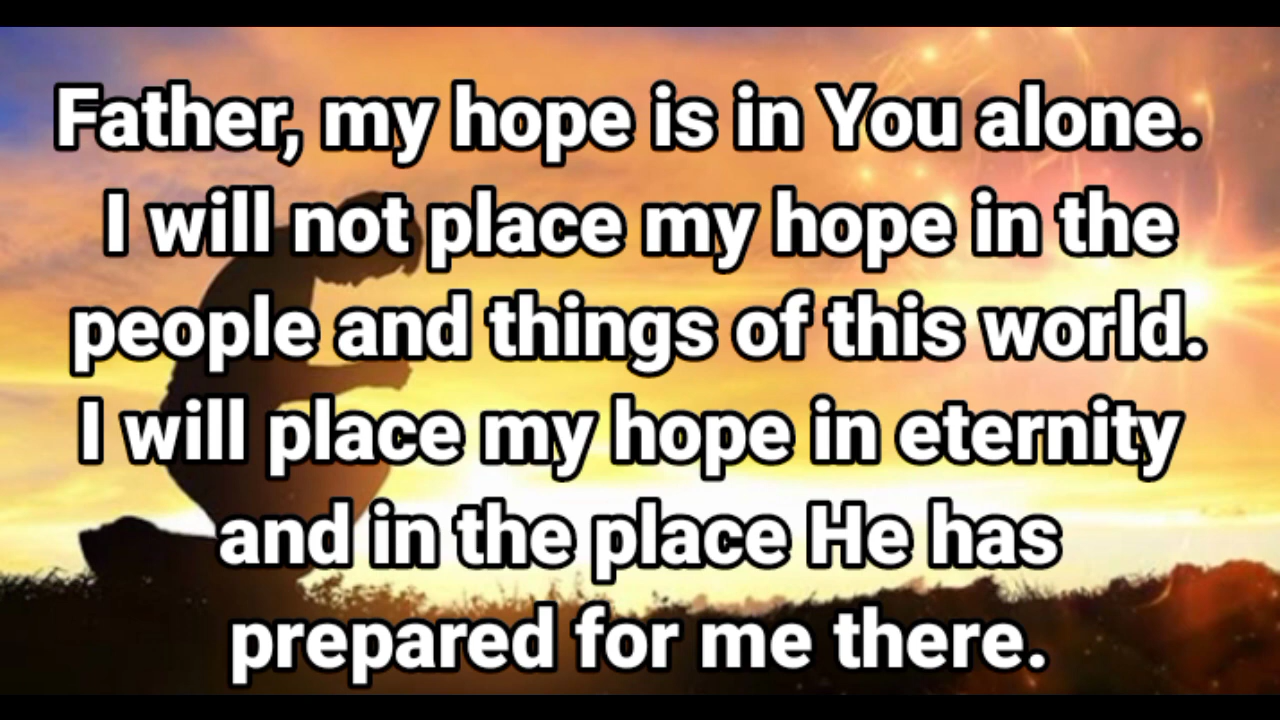 Father, my hope is in You alone.
I will not place my hope in the
people and things of this world.
I will place my hope in eternity
and in the place He has
prepared for me there.